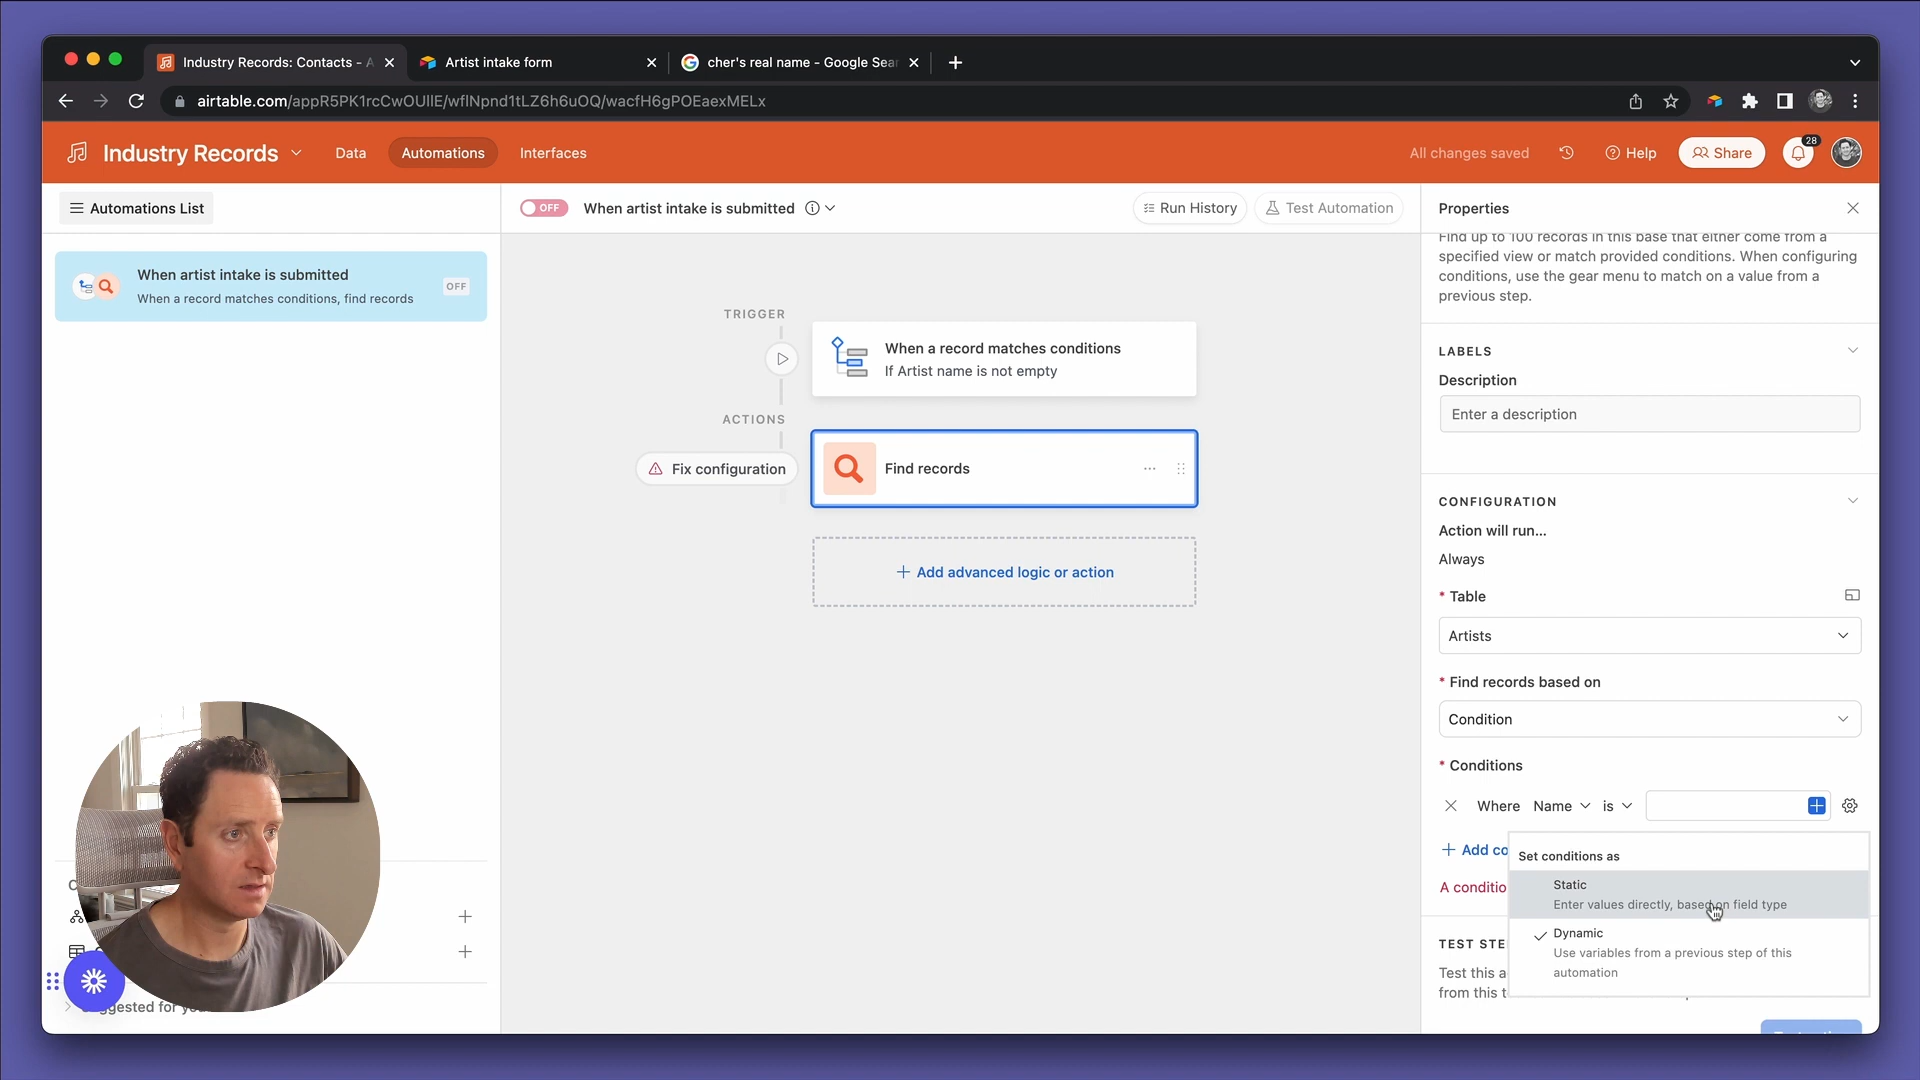 Industry Records: Contacts - A
Artist intake form
cher's real name - Google Sear
airtable.com/appR5PK1rcCwOUIlE/wflNpnd1tLZ6h6uOQ/wacfH6gPOEaexMELx
Industry Records
Data
Automations
Interfaces
All changes saved
Help
Share
28
Automations List
OFF
When artist intake is submitted
Run History
Test Automation
Properties
When artist intake is submitted
When a record matches conditions, find records
OFF
TRIGGER
When a record matches conditions
If Artist name is not empty
ACTIONS
Fix configuration
Find records
+ Add advanced logic or action
Find up to 100 records in this base that either come from a
specified view or match provided conditions. When configuring
conditions, use the gear menu to match on a value from a
previous step.
LABELS
Description
Enter a description
CONFIGURATION
Action will run...
Always
* Table
Artists
* Find records based on
Condition
* Conditions
Where Name is
+ Add co
Set conditions as
Static
Enter values directly, based on field type
A conditio
Dynamic
Use variables from a previous step of this
automation
TEST STE
Test this a
from this t